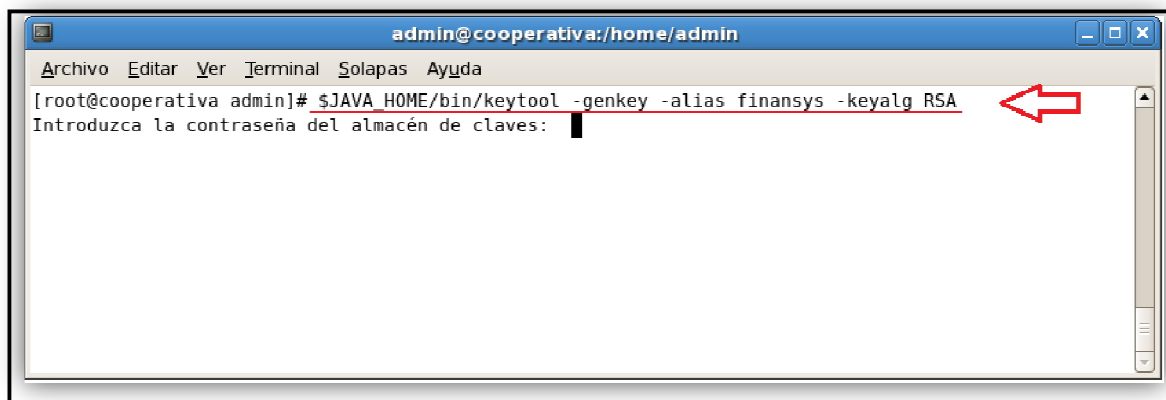 admin@cooperativa:/home/admin
Archivo Editar Ver Terminal Solapas Ayuda
[root@cooperativa admin]# $JAVA_HOME/bin/keytool -genkey -alias finansys -keyalg RSA
Introduzca la contraseña del almacén de claves: